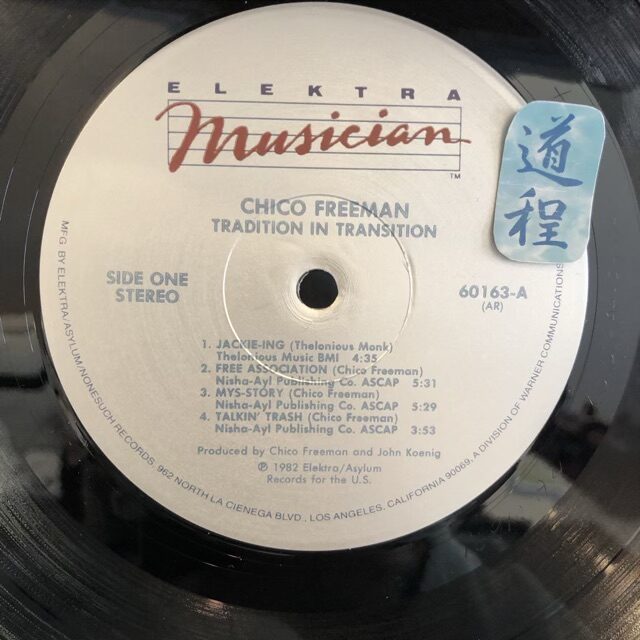 ELEKTRA
Musician
TM
道程
CHICO FREEMAN
TRADITION IN TRANSITION
SIDE ONE
STEREO
60163-A
(AR)
1. JACKIE-ING (Thelonious Monk)
Thelonious Music BMI 4:35
2. FREE ASSOCIATION (Chico Freeman)
Nisha-Ayl Publishing Co. ASCAP 5:31
3. MYS-STORY (Chico Freeman)
Nisha-Ayl Publishing Co. ASCAP 5:29
4. TALKIN' TRASH (Chico Freeman)
Nisha-Ayl Publishing Co. ASCAP 3:53
Produced by Chico Freeman and John Koenig
℗ 1982 Elektra/Asylum
Records for the U.S.
MFG BY ELEKTRA/ASYLUM/NONESUCH RECORDS, 962 NORTH LA CIENEGA BLVD., LOS ANGELES, CALIFORNIA 90069, A DIVISION OF WARNER COMMUNICATIONS